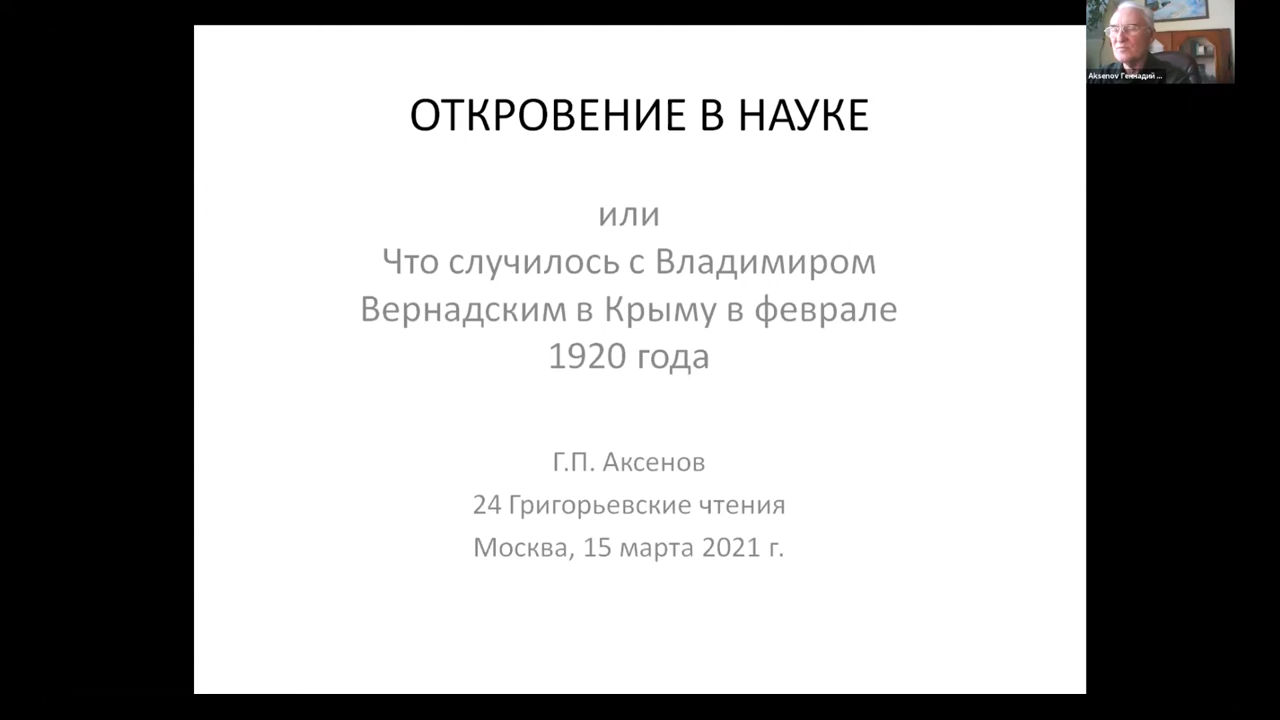 ОТКРОВЕНИЕ В НАУКЕ
или
Что случилось с Владимиром
Вернадским в Крыму в феврале
1920 года
Г.П. Аксенов
24 Григорьевские чтения
Москва, 15 марта 2021 г.
Aksenov Геннадий ...